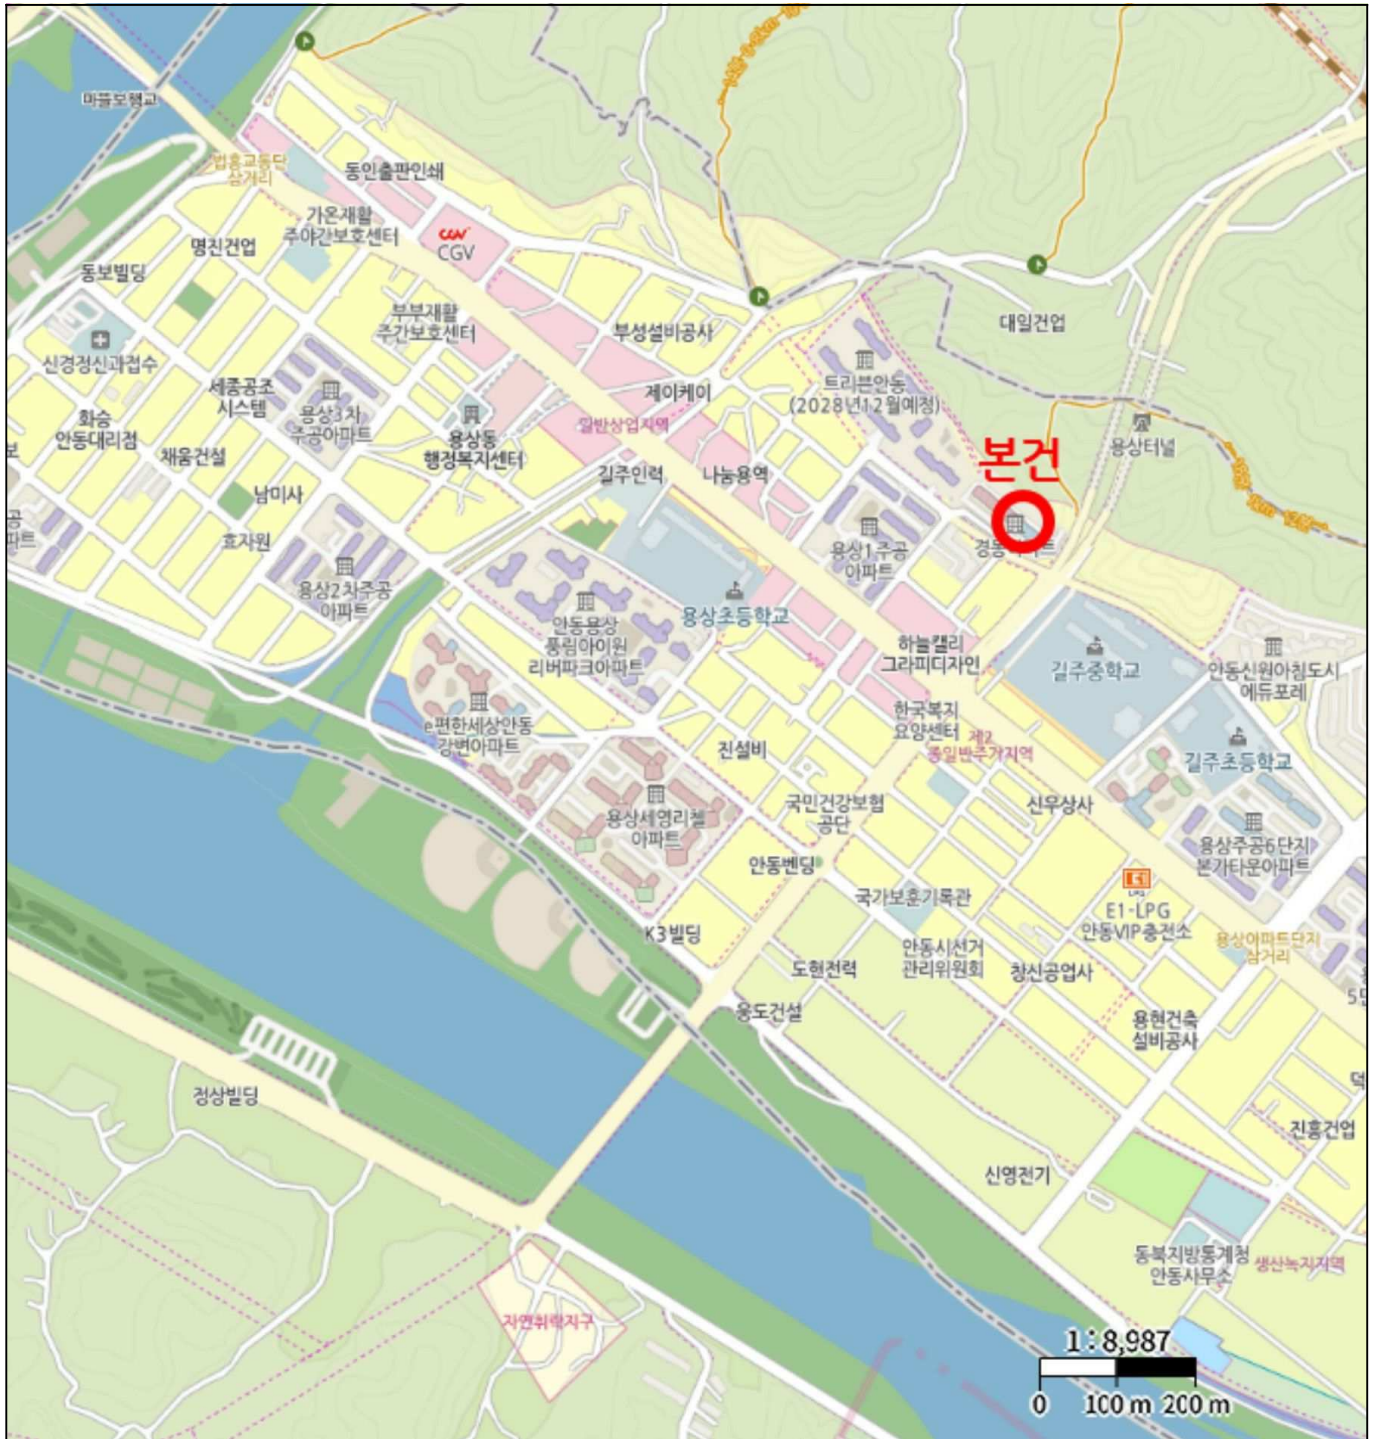 마뜰보행교
법흥교동단
삼거리
동인출판인쇄
가온재활
주야간보호센터
CGV
CGV
명진건업
동보빌딩
신경정신과접수
부부재활
주간보호센터
부성설비공사
대일건업
세종공조
시스템
용상3차
주공아파트
제이케이
트리븐안동
(2028년12월예정)
화승
안동대리점
채움건설
용상동
행정복지센터
일반상업지역
길주인력
나눔용역
본건
용상터널
남미사
효자원
용상2차주공
아파트
용상1주공
아파트
안동용상
풍림아이원
리버파크아파트
용상초등학교
하늘캘리
그라피디자인
길주중학교
안동신원아침도시
에듀포레
e편한세상안동
강변아파트
한국복지
요양센터
제2
종일반주거지역
진설비
길주초등학교
용상세영리첼
아파트
국민건강보험
공단
신우상사
용상주공6단지
본가타운아파트
안동벤딩
E1
E1-LPG
안동VIP충전소
국가보훈기록관
K3빌딩
안동시선거
관리위원회
창신공업사
용상아파트단지
삼거리
도현전력
웅도건설
용현건축
설비공사
정상빌딩
진흥건업
신영전기
동북지방통계청
안동사무소
생산녹지지역
자연취락지구
1:8,987
0 100 m 200 m